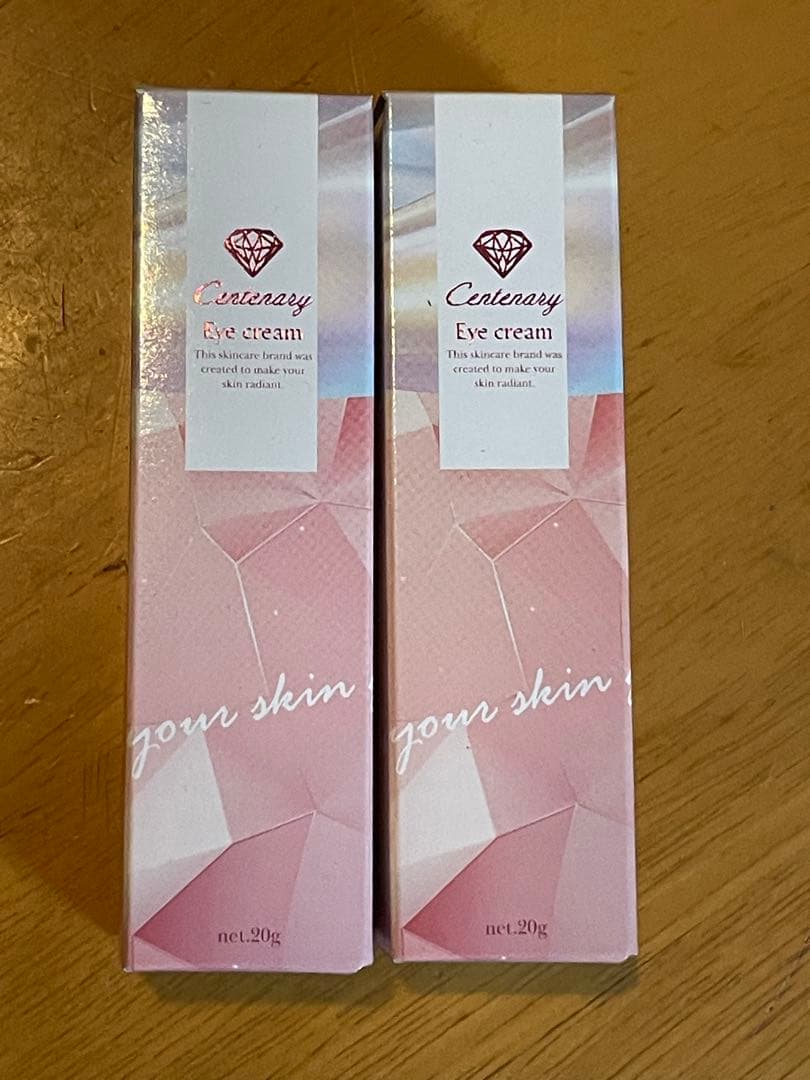 Centenary
Eye cream
This skincare brand was
created to make your
skin radiant.
your skin
net.20g
Centenary
Eye cream
This skincare brand was
created to make your
skin radiant.
your skin
net.20g